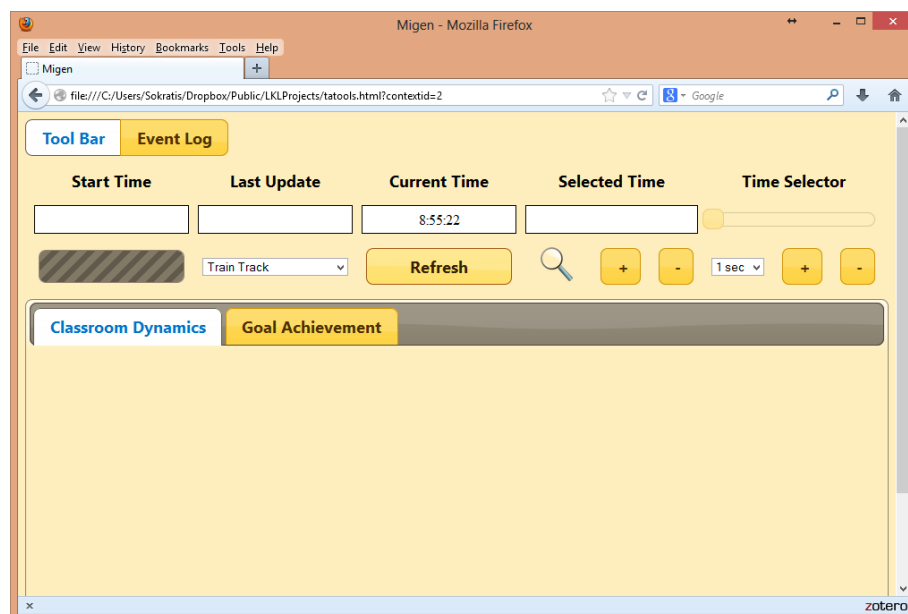 Migen - Mozilla Firefox
File Edit View History Bookmarks Tools Help
Migen +
file:///C:/Users/Sokratis/Dropbox/Public/LKLProjects/tatools.html?contextid=2 8 Google
Tool Bar Event Log
Start Time Last Update Current Time Selected Time Time Selector
8:55:22
Train Track Refresh + - 1 sec + -
Classroom Dynamics Goal Achievement
× zotero